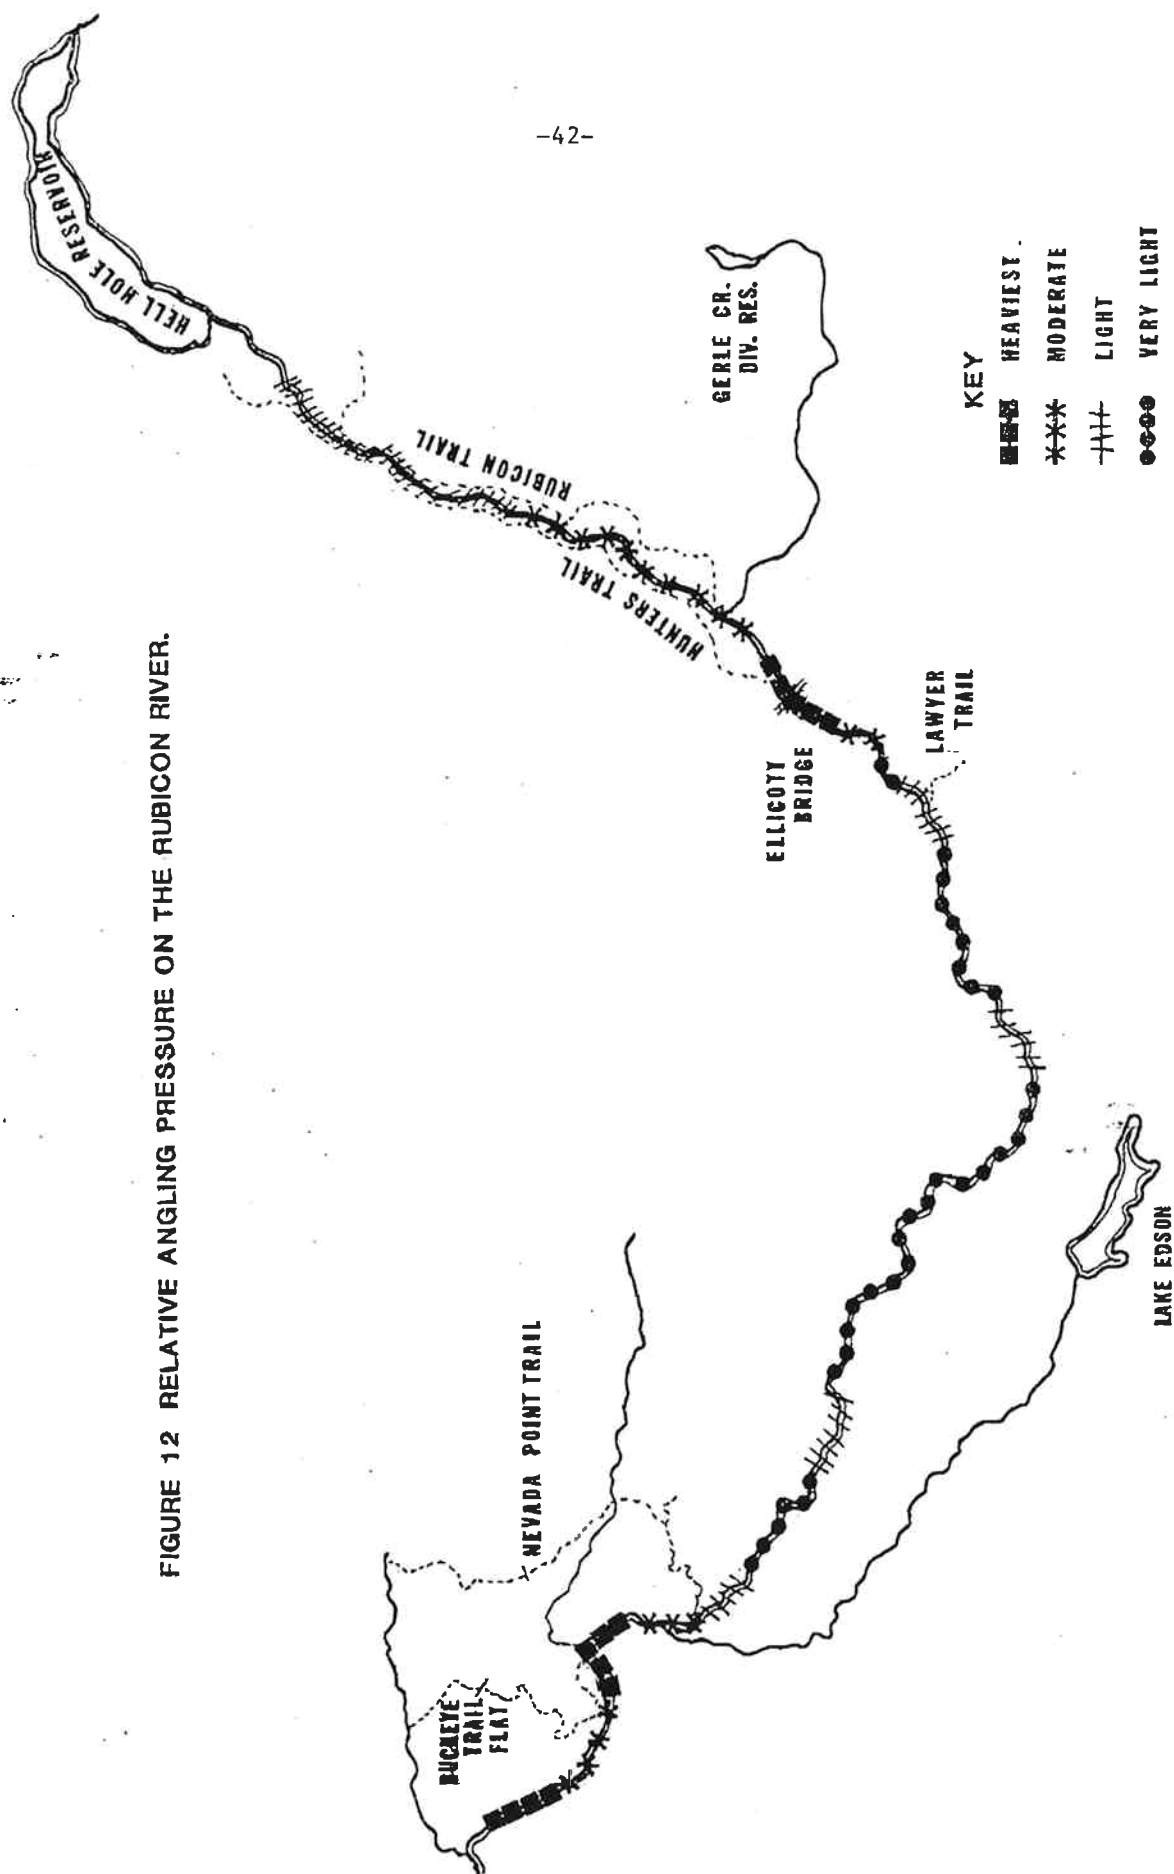 -42-
HELL HOLE RESERVOIR
RUBICON TRAIL
HUNTERS TRAIL
GERLE CR.
DIV. RES.
ELLICOTT
BRIDGE
LAWYER
TRAIL
NEVADA POINT TRAIL
BUCKEYE
TRAIL
FLAT
LAKE EDSON
KEY
HEAVIEST.
MODERATE
LIGHT
VERY LIGHT
FIGURE 12 RELATIVE ANGLING PRESSURE ON THE RUBICON RIVER.